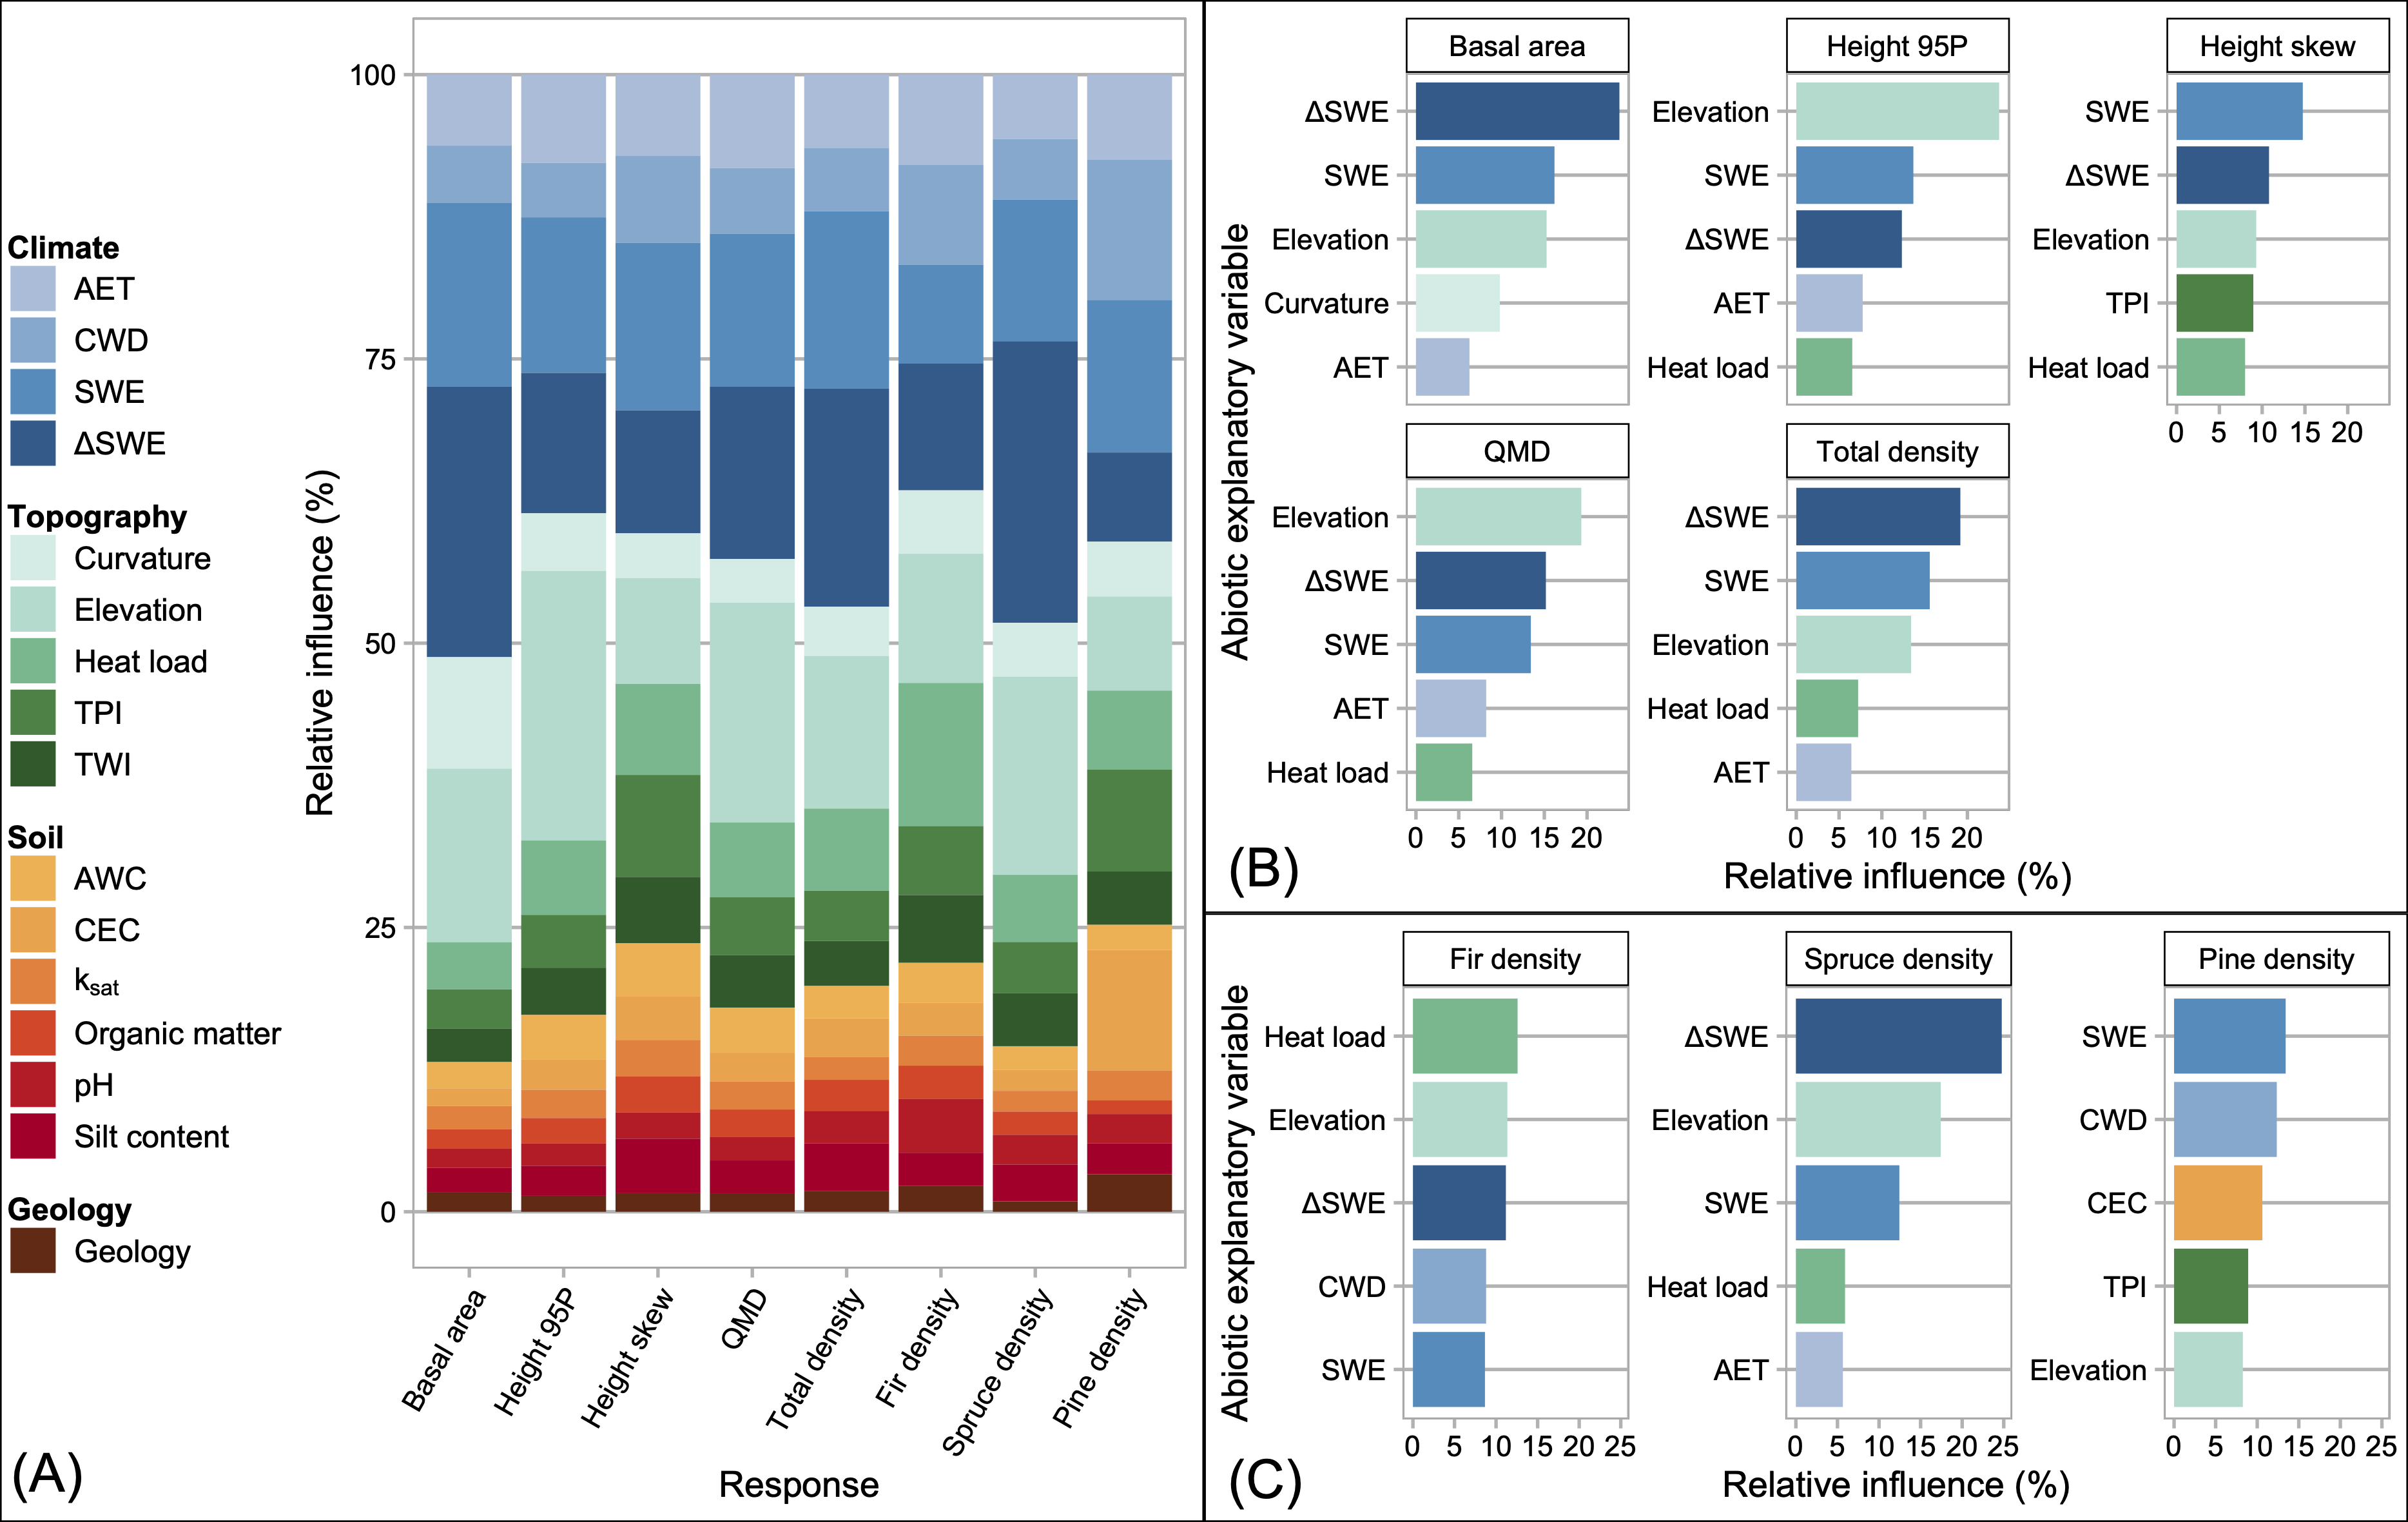 Climate
AET
CWD
SWE
ΔSWE
Topography
Curvature
Elevation
Heat load
TPI
TWI
Soil
AWC
CEC
ksat
Organic matter
pH
Silt content
Geology
Geology
Relative influence (%)
100
75
50
25
0
Basal area
Height 95P
Height skew
QMD
Total density
Fir density
Spruce density
Pine density
Response
(A)
Abiotic explanatory variable
Basal area
ΔSWE
SWE
Elevation
Curvature
AET
Height 95P
Elevation
SWE
ΔSWE
AET
Heat load
Height skew
SWE
ΔSWE
Elevation
TPI
Heat load
0 5 10 15 20
QMD
Elevation
ΔSWE
SWE
AET
Heat load
0 5 10 15 20
Total density
ΔSWE
SWE
Elevation
Heat load
AET
0 5 10 15 20
Relative influence (%)
(B)
Abiotic explanatory variable
Fir density
Heat load
Elevation
ΔSWE
CWD
SWE
0 5 10 15 20 25
Spruce density
ΔSWE
Elevation
SWE
Heat load
AET
0 5 10 15 20 25
Pine density
SWE
CWD
CEC
TPI
Elevation
0 5 10 15 20 25
Relative influence (%)
(C)